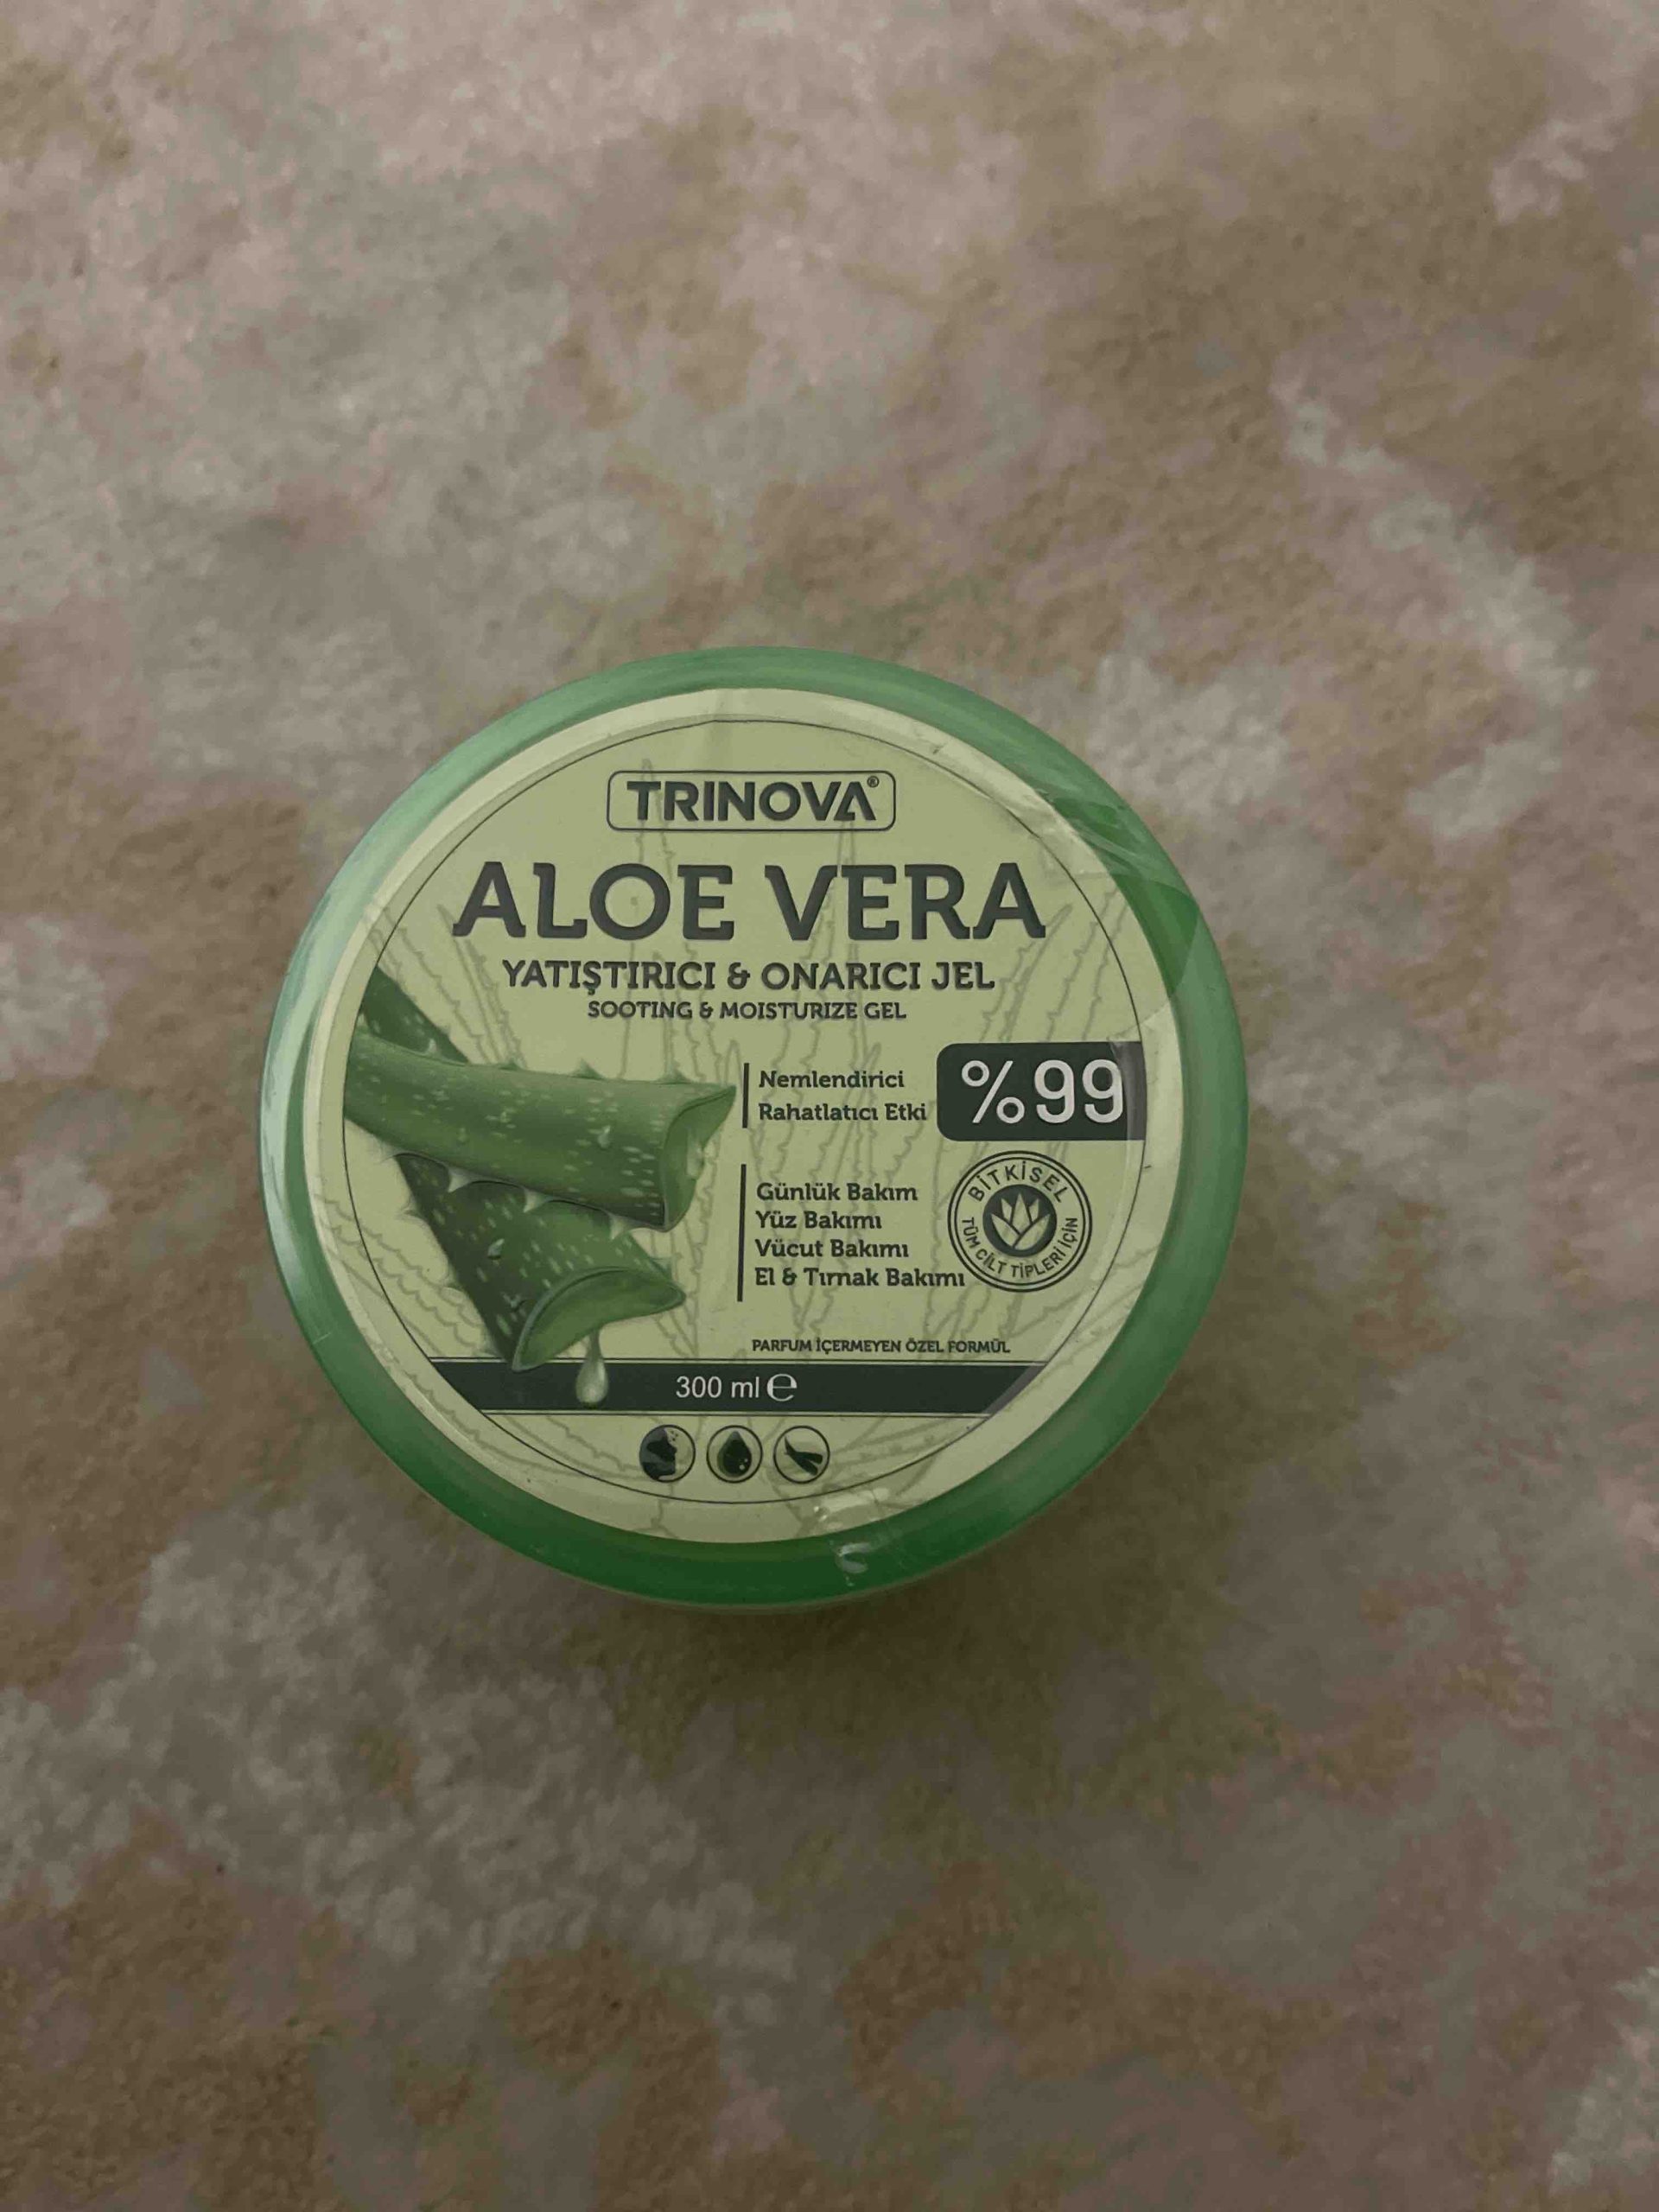 TRINOVA®
ALOE VERA
YATIŞTIRICI & ONARICI JEL
SOOTING & MOISTURIZE GEL
Nemlendirici
Rahatlatıcı Etki
%99
Günlük Bakım
Yüz Bakımı
Vücut Bakımı
El & Tırnak Bakımı
BİTKİSEL
TÜM CİLT TİPLERİ İÇİN
PARFUM İÇERMEYEN ÖZEL FORMÜL
300 ml ℮